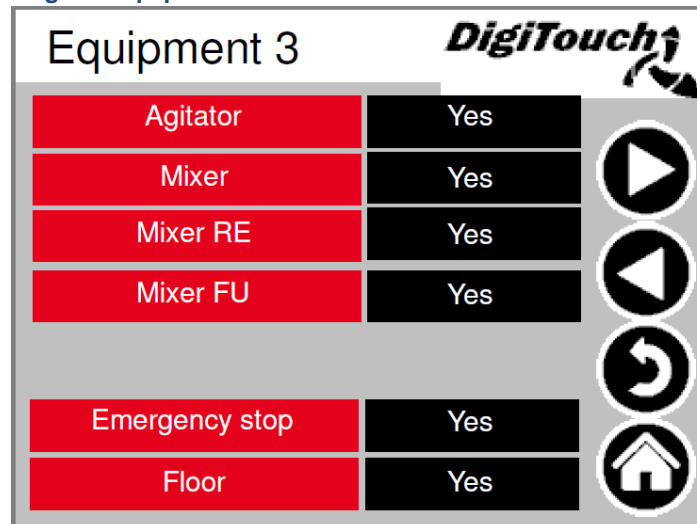 Equipment 3
DigiTouch
Agitator Yes
Mixer Yes
Mixer RE Yes
Mixer FU Yes
Emergency stop Yes
Floor Yes